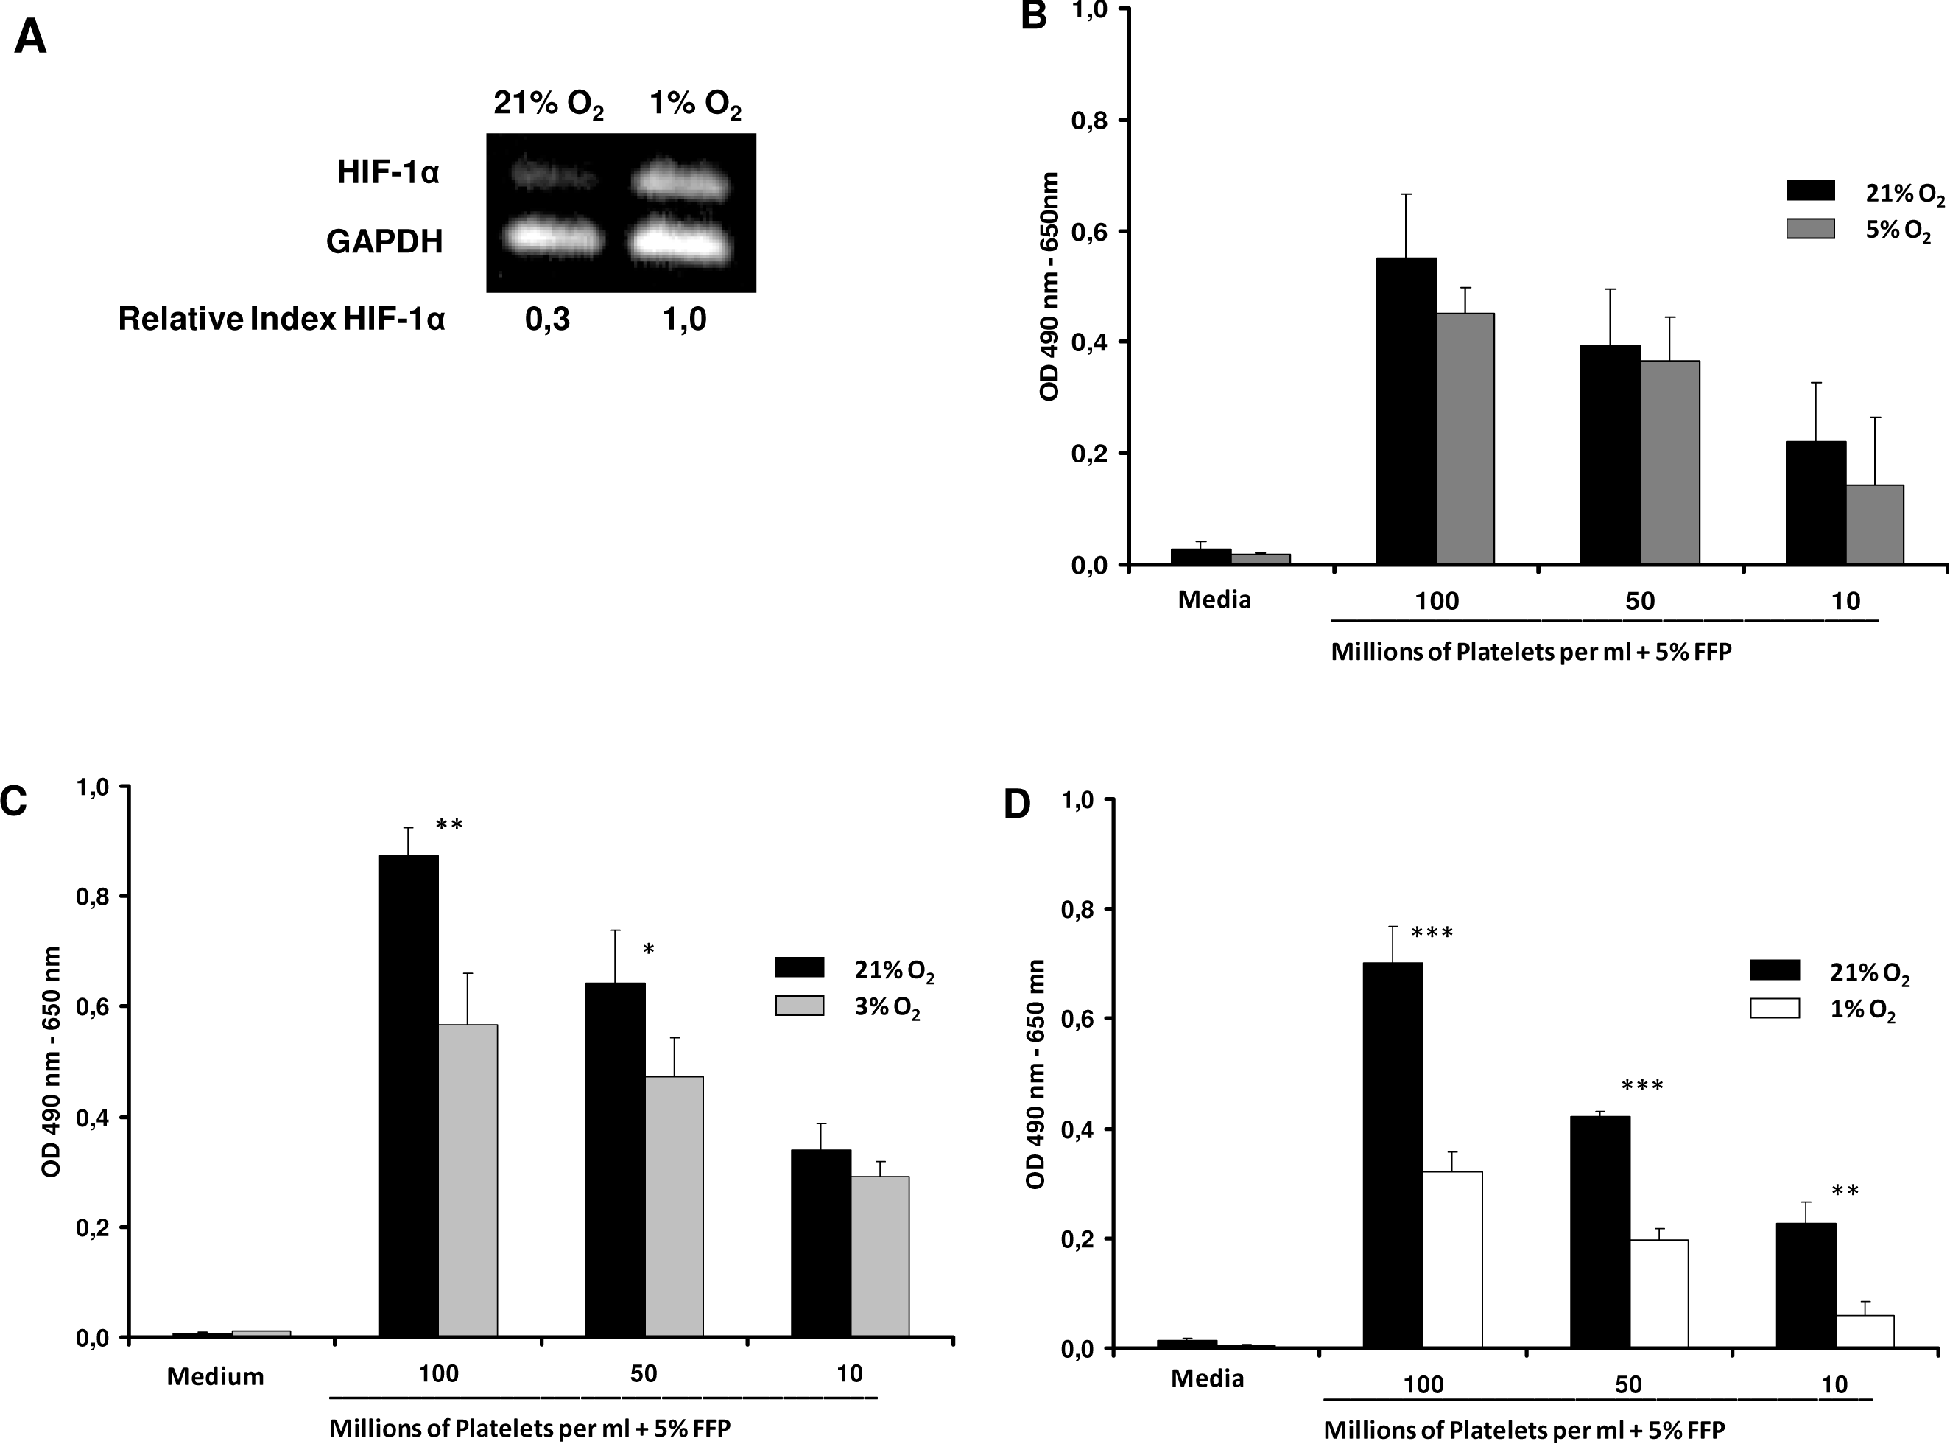 A
21% O2 1% O2
HIF-1α
GAPDH
Relative Index HIF-1α 0,3 1,0
B
1,0
0,8
0,6
0,4
0,2
0,0
OD 490 nm - 650nm
21% O2
5% O2
Media 100 50 10
Millions of Platelets per ml + 5% FFP
C
1,0
0,8
0,6
0,4
0,2
0,0
OD 490 nm - 650 nm
**
*
21% O2
3% O2
Medium 100 50 10
Millions of Platelets per ml + 5% FFP
D
1,0
0,8
0,6
0,4
0,2
0,0
OD 490 nm - 650 mn
***
***
**
21% O2
1% O2
Media 100 50 10
Millions of Platelets per ml + 5% FFP